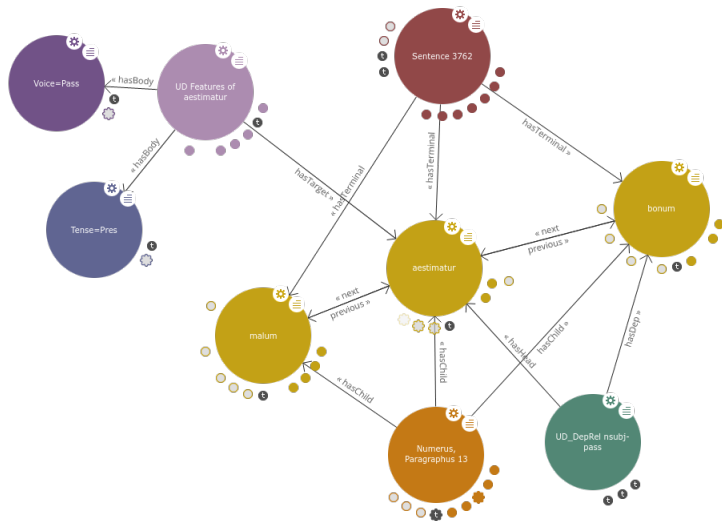 Sentence 3762
Voice=Pass
« hasBody
UD Features of
aestimatur
« hasBody
hasTerminal »
« hasTerminal
« hasTerminal
hasTarget »
bonum
Tense=Pres
« next
previous »
aestimatur
« next
previous »
malum
« hasChild
« hasChild
« hasHead
hasChild »
hasDep »
Numerus,
Paragraphus 13
UD_DepRel nsubj-
pass
t
t
t
t
t
t
t
t
t
t
t
t